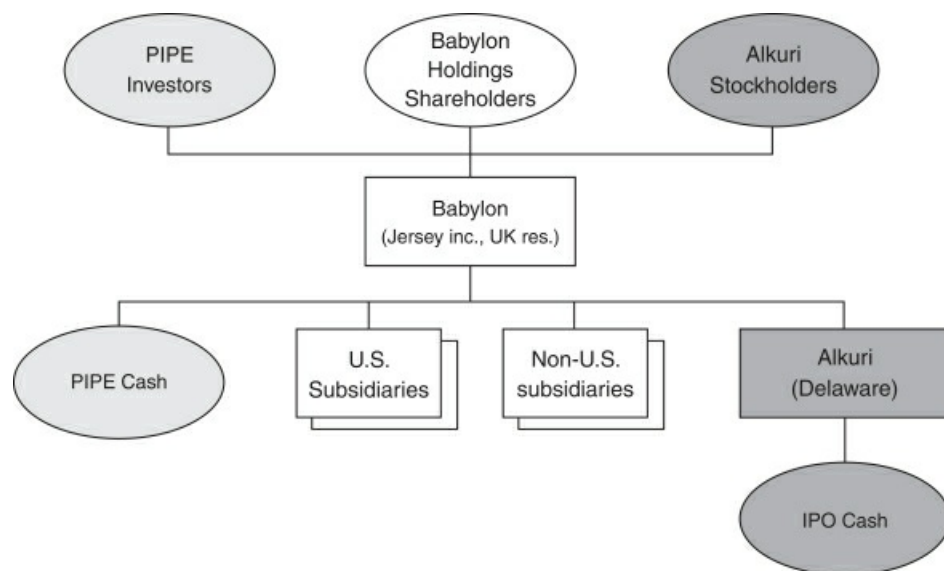 PIPE
Investors
Babylon
Holdings
Shareholders
Alkuri
Stockholders
Babylon
(Jersey inc., UK res.)
PIPE Cash
U.S.
Subsidiaries
Non-U.S.
subsidiaries
Alkuri
(Delaware)
IPO Cash